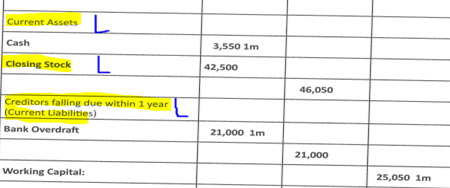 Current Assets L
Cash 3,550 1m
Closing Stock L 42,500
46,050
Creditors falling due within 1 year L
(Current Liabilities)
Bank Overdraft 21,000 1m
21,000
Working Capital: 25,050 1m